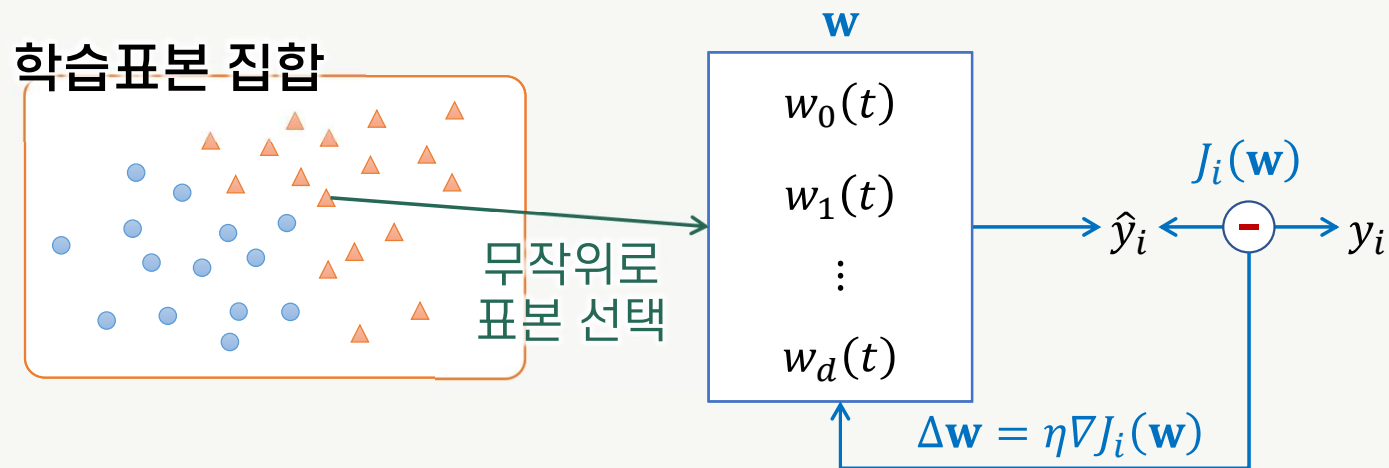 학습표본 집합
무작위로
표본 선택
𝐰
w₀(t)
w₁(t)
⋮
w_d(t)
ŷᵢ
−
Jᵢ(𝐰)
yᵢ
Δ𝐰 = η∇Jᵢ(𝐰)